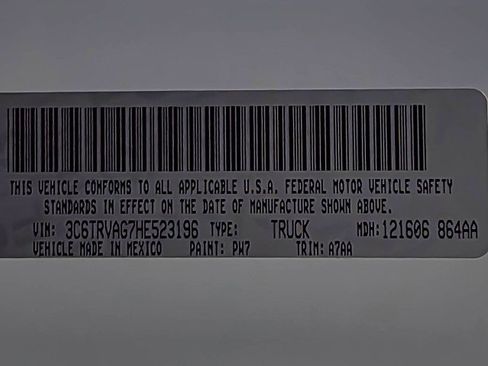 THIS VEHICLE CONFORMS TO ALL APPLICABLE U.S.A. FEDERAL MOTOR VEHICLE SAFETY
STANDARDS IN EFFECT ON THE DATE OF MANUFACTURE SHOWN ABOVE.
VIN: 3C6TRVAG7HE523196 TYPE: TRUCK MDH: 121606 864AA
VEHICLE MADE IN MEXICO PAINT: PW7 TRIM: A7AA